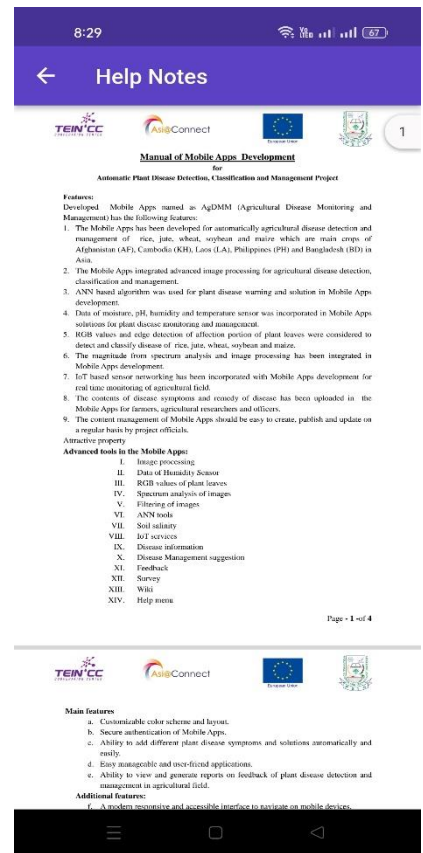 8:29
67
Help Notes
1
TEIN*CC
Asi@Connect
European Union
Manual of Mobile Apps Development
for
Automatic Plant Disease Detection, Classification and Management Project
Features:
Developed Mobile Apps named as AgDMM (Agricultural Disease Monitoring and
Management) has the following features:
1. The Mobile Apps has been developed for automatically agricultural disease detection and
management of rice, jute, wheat, soybean and maize which are main crops of
Afghanistan (AF), Cambodia (KH), Laos (LA), Philippines (PH) and Bangladesh (BD) in
Asia.
2. The Mobile Apps integrated advanced image processing for agricultural disease detection,
classification and management.
3. ANN based algorithm was used for plant disease warning and solution in Mobile Apps
development.
4. Data of moisture, pH, humidity and temperature sensor was incorporated in Mobile Apps
solutions for plant disease monitoring and management.
5. RGB values and edge detection of affection portion of plant leaves were considered to
detect and classify disease of rice, jute, wheat, soybean and maize.
6. The magnitude from spectrum analysis and image processing has been integrated in
Mobile Apps development.
7. IoT based sensor networking has been incorporated with Mobile Apps development for
real time monitoring of agricultural field.
8. The contents of disease symptoms and remedy of disease has been uploaded in the
Mobile Apps for farmers, agricultural researchers and officers.
9. The content management of Mobile Apps should be easy to create, publish and update on
a regular basis by project officials.
Attractive property
Advanced tools in the Mobile Apps:
I. Image processing
II. Data of Humidity Sensor
III. RGB values of plant leaves
IV. Spectrum analysis of images
V. Filtering of images
VI. ANN tools
VII. Soil salinity
VIII. IoT services
IX. Disease information
X. Disease Management suggestion
XI. Feedback
XII. Survey
XIII. Wiki
XIV. Help menu
Page - 1 -of 4
TEIN*CC
Asi@Connect
European Union
Main features
a. Customizable color scheme and layout.
b. Secure authentication of Mobile Apps.
c. Ability to add different plant disease symptoms and solutions automatically and
easily.
d. Easy manageable and user-friend applications.
e. Ability to view and generate reports on feedback of plant disease detection and
management in agricultural field.
Additional features:
f. A modern responsive and accessible interface to navigate on mobile devices.